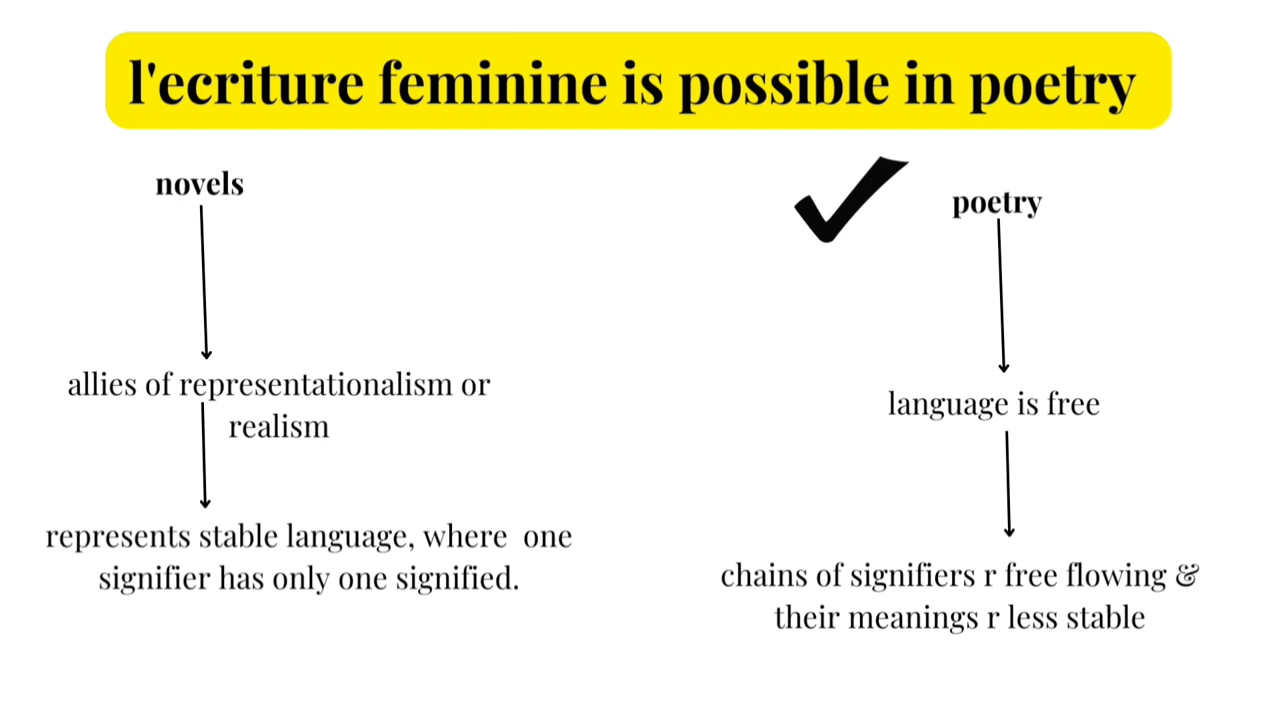 l'ecriture feminine is possible in poetry
novels
allies of representationalism or
realism
represents stable language, where one
signifier has only one signified.
poetry
language is free
chains of signifiers r free flowing &
their meanings r less stable